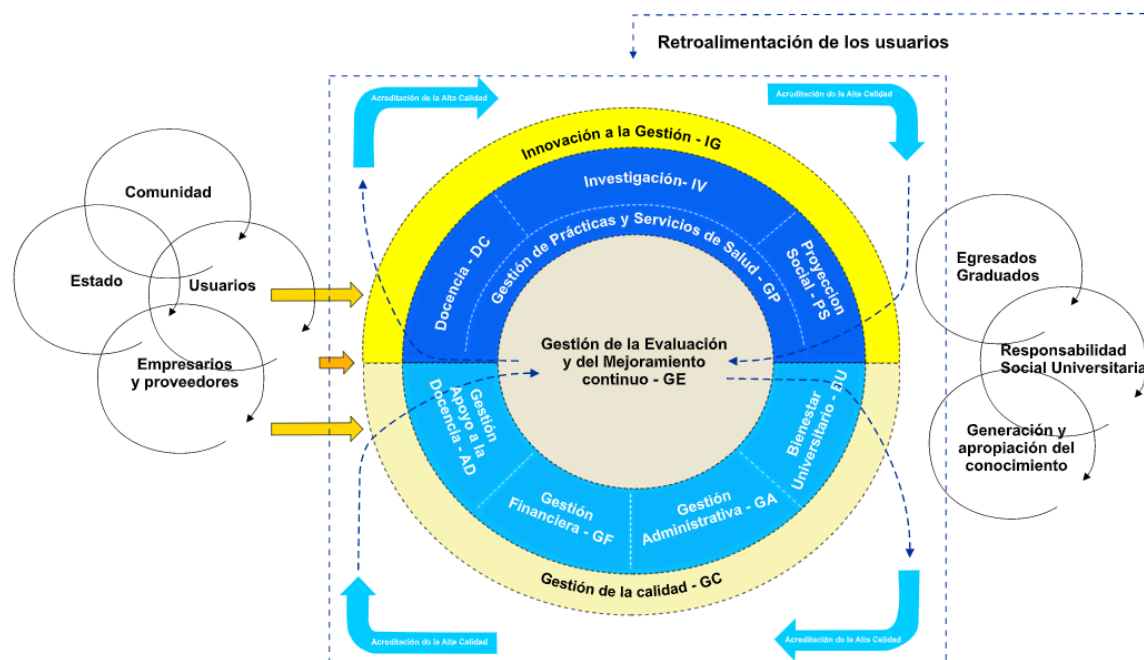 Retroalimentación de los usuarios
Acreditación de la Alta Calidad
Acreditación de la Alta Calidad
Innovación a la Gestión - IG
Investigación- IV
Gestión de Prácticas y Servicios de Salud - GP
Docencia - DC
Proyeccion
Social - PS
Comunidad
Estado
Usuarios
Empresarios
y proveedores
Gestión de la Evaluación
y del Mejoramiento
continuo - GE
Egresados
Graduados
Responsabilidad
Social Universitaria
Generación y
apropiación del
conocimiento
Gestión
Apoyo a la
Docencia - AD
Gestión
Financiera - GF
Gestión
Administrativa - GA
Bienestar
Universitario - BU
Gestión de la calidad - GC
Acreditación de la Alta Calidad
Acreditación de la Alta Calidad